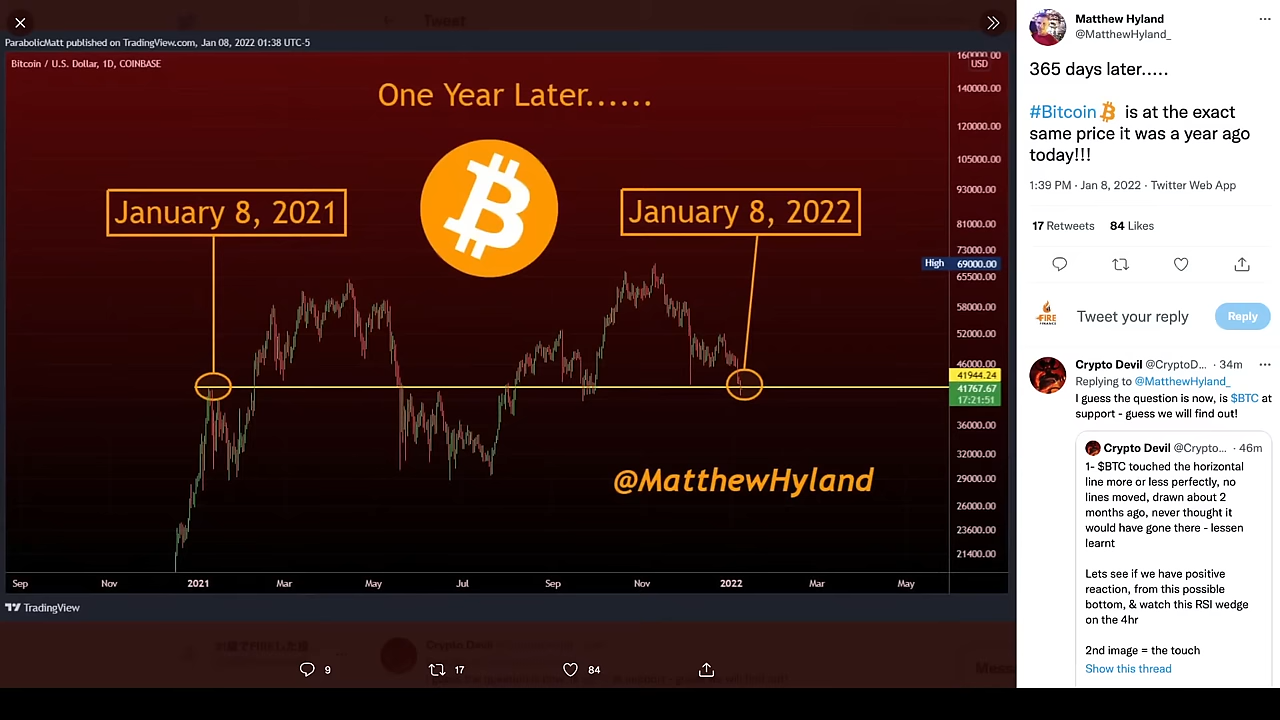 Tweet
ParabolicMatt published on TradingView.com, Jan 08, 2022 01:38 UTC-5
Bitcoin / U.S. Dollar, 1D, COINBASE
One Year Later......
January 8, 2021
January 8, 2022
@MatthewHyland
160000.00
USD
140000.00
120000.00
105000.00
93000.00
81000.00
73000.00
High 69000.00
65500.00
58000.00
52000.00
46000.00
41944.24
41767.67
17:21:51
36000.00
32000.00
29000.00
26000.00
23600.00
21400.00
Sep Nov 2021 Mar May Jul Sep Nov 2022 Mar May
TradingView
Crypto Devil
9 17 84
Matthew Hyland
@MatthewHyland_
365 days later.....
#Bitcoin is at the exact
same price it was a year ago
today!!!
1:39 PM · Jan 8, 2022 · Twitter Web App
17 Retweets 84 Likes
FIRE
Tweet your reply
Reply
Crypto Devil @CryptoD... · 34m
Replying to @MatthewHyland_
I guess the question is now, is $BTC at
support - guess we will find out!
Crypto Devil @Crypto... · 46m
1- $BTC touched the horizontal
line more or less perfectly, no
lines moved, drawn about 2
months ago, never thought it
would have gone there - lessen
learnt
Lets see if we have positive
reaction, from this possible
bottom, & watch this RSI wedge
on the 4hr
2nd image = the touch
Show this thread